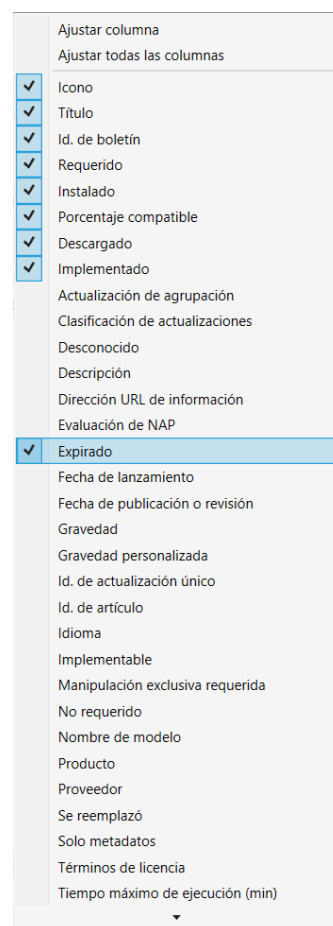 Ajustar columna
Ajustar todas las columnas
Icono
Título
Id. de boletín
Requerido
Instalado
Porcentaje compatible
Descargado
Implementado
Actualización de agrupación
Clasificación de actualizaciones
Desconocido
Descripción
Dirección URL de información
Evaluación de NAP
Expirado
Fecha de lanzamiento
Fecha de publicación o revisión
Gravedad
Gravedad personalizada
Id. de actualización único
Id. de artículo
Idioma
Implementable
Manipulación exclusiva requerida
No requerido
Nombre de modelo
Producto
Proveedor
Se reemplazó
Solo metadatos
Términos de licencia
Tiempo máximo de ejecución (min)